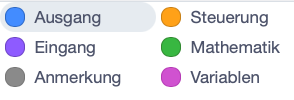 Ausgang
Steuerung
Eingang
Mathematik
Anmerkung
Variablen